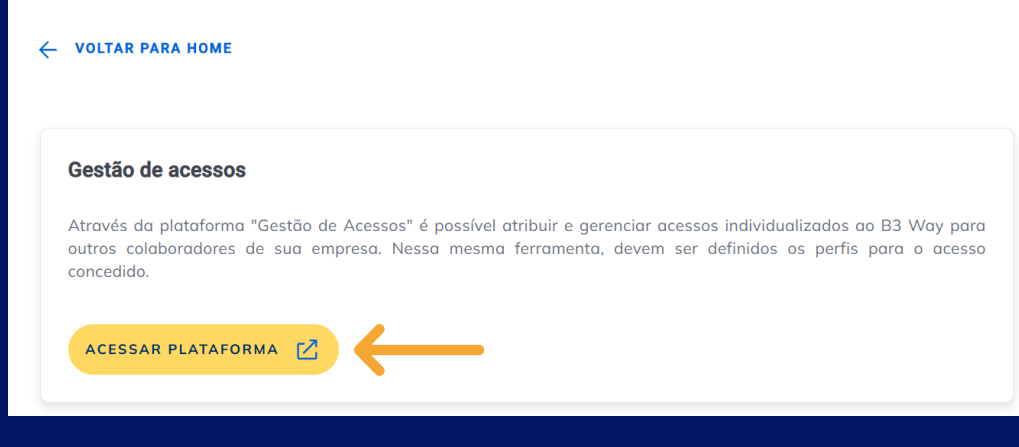 VOLTAR PARA HOME
Gestão de acessos
Através da plataforma "Gestão de Acessos" é possível atribuir e gerenciar acessos individualizados ao B3 Way para
outros colaboradores de sua empresa. Nessa mesma ferramenta, devem ser definidos os perfis para o acesso
concedido.
ACESSAR PLATAFORMA